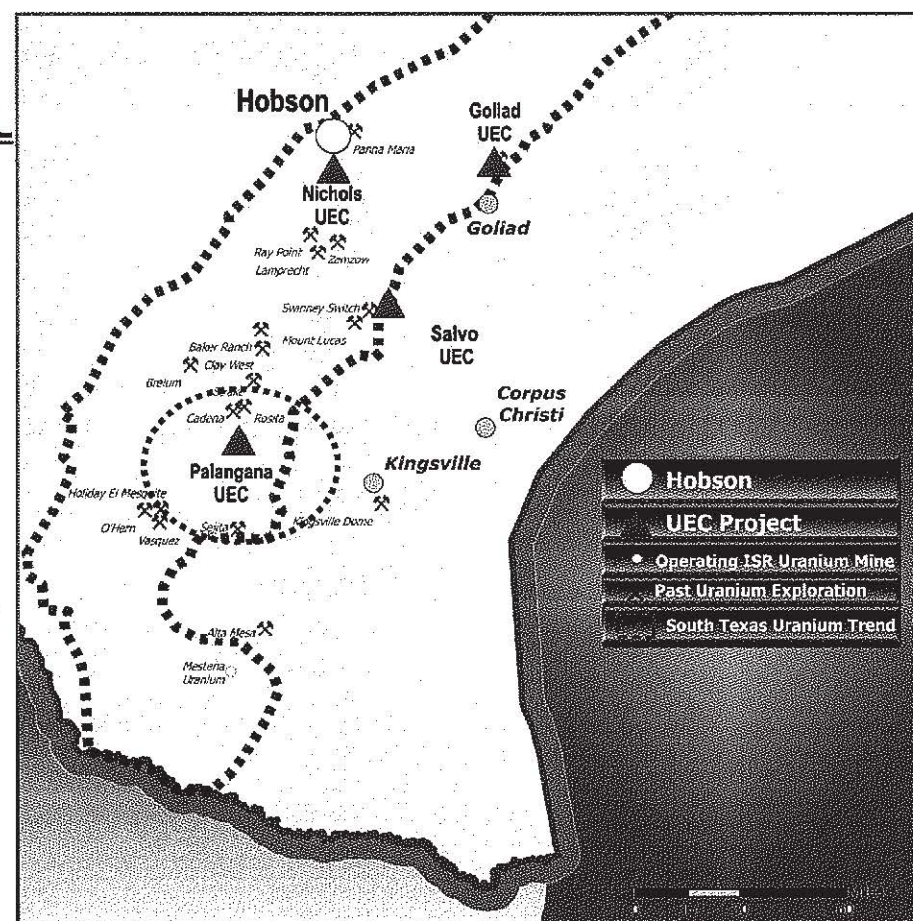 Hobson
Goliad
UEC
Panna Maria
Nichols
UEC
Goliad
Ray Point
Zamzow
Lamprecht
Swinney Switch
Mount Lucas
Salvo
UEC
Baker Ranch
Clay West
Brelum
Corpus
Christi
Cadena
Rosita
Kingsville
Palangana
UEC
Holiday El Mesquite
O'Hern
Vasquez
Sejita
Kingsville Dome
Alta Mesa
Mestena
Uranium
Hobson
UEC Project
Operating ISR Uranium Mine
Past Uranium Exploration
South Texas Uranium Trend